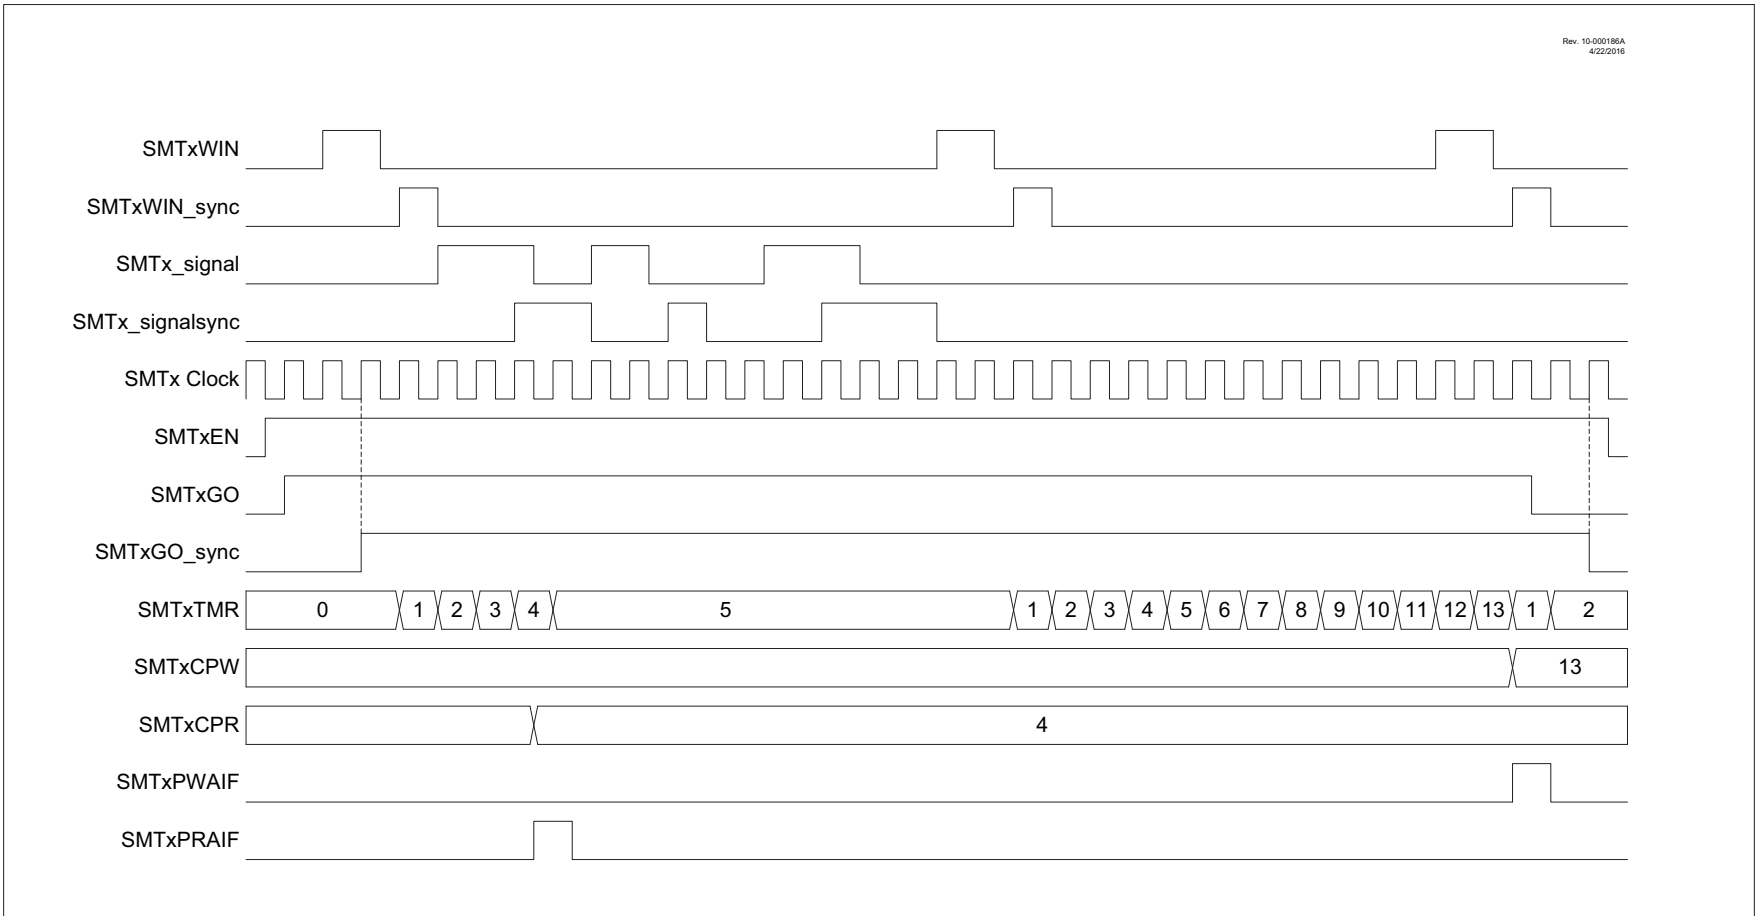 Rev. 10-000186A
4/22/2016
SMTxWIN
SMTxWIN_sync
SMTx_signal
SMTx_signalsync
SMTx Clock
SMTxEN
SMTxGO
SMTxGO_sync
SMTxTMR 0 1 2 3 4 5 1 2 3 4 5 6 7 8 9 10 11 12 13 1 2
SMTxCPW 13
SMTxCPR 4
SMTxPWAIF
SMTxPRAIF